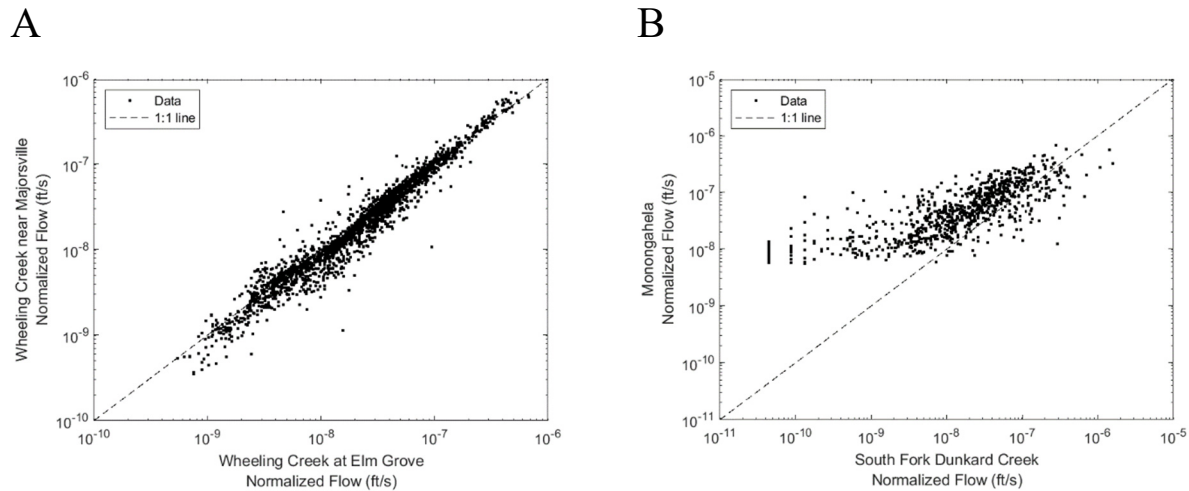 A
10^-6
10^-7
10^-8
10^-9
10^-10
Wheeling Creek near Majorsville
Normalized Flow (ft/s)
Data
1:1 line
10^-10 10^-9 10^-8 10^-7 10^-6
Wheeling Creek at Elm Grove
Normalized Flow (ft/s)
B
10^-5
10^-6
10^-7
10^-8
10^-9
10^-10
10^-11
Monongahela
Normalized Flow (ft/s)
Data
1:1 line
10^-11 10^-10 10^-9 10^-8 10^-7 10^-6 10^-5
South Fork Dunkard Creek
Normalized Flow (ft/s)